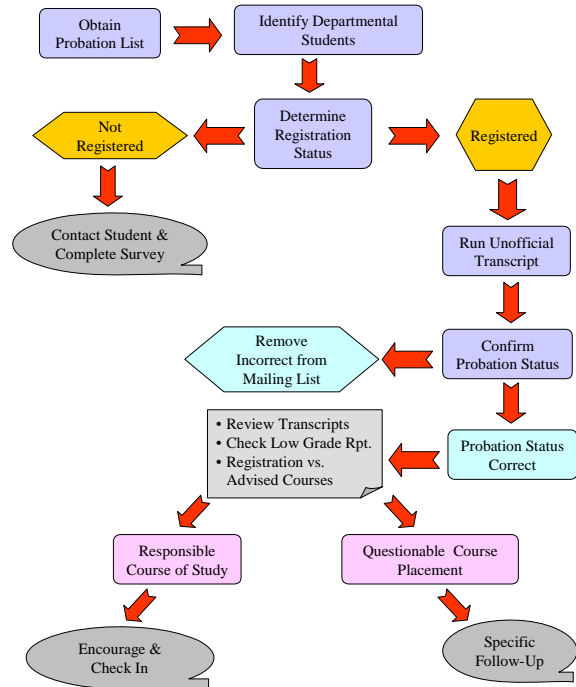 Obtain
Probation List
Identify Departmental
Students
Determine
Registration
Status
Not
Registered
Registered
Contact Student &
Complete Survey
Run Unofficial
Transcript
Remove
Incorrect from
Mailing List
Confirm
Probation Status
• Review Transcripts
• Check Low Grade Rpt.
• Registration vs.
Advised Courses
Probation Status
Correct
Responsible
Course of Study
Questionable Course
Placement
Encourage &
Check In
Specific
Follow-Up